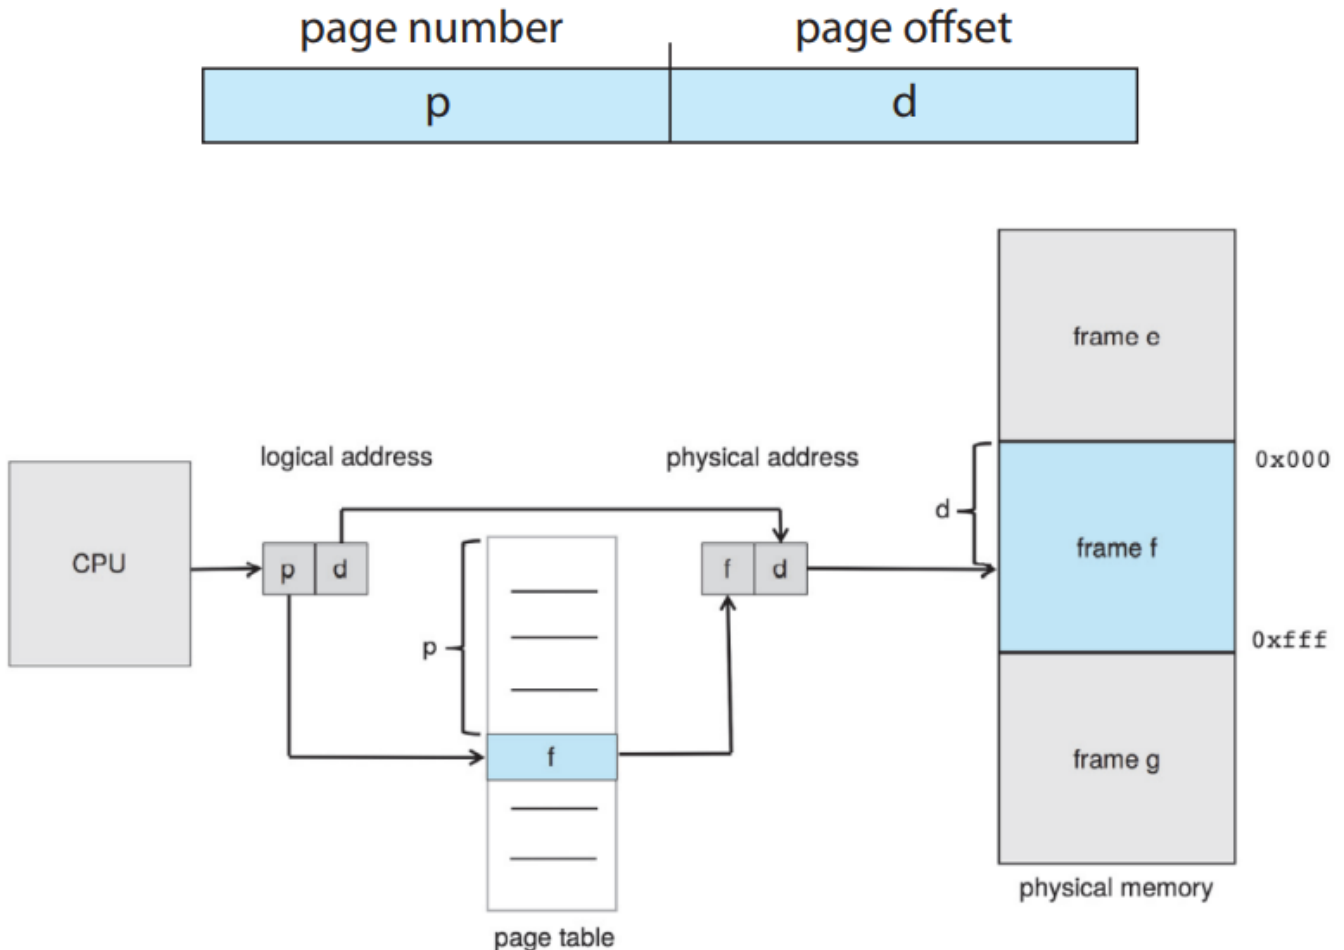 page number page offset
p d
frame e
logical address physical address
0x000
d
CPU p d f d frame f
p
0xfff
f frame g
physical memory
page table